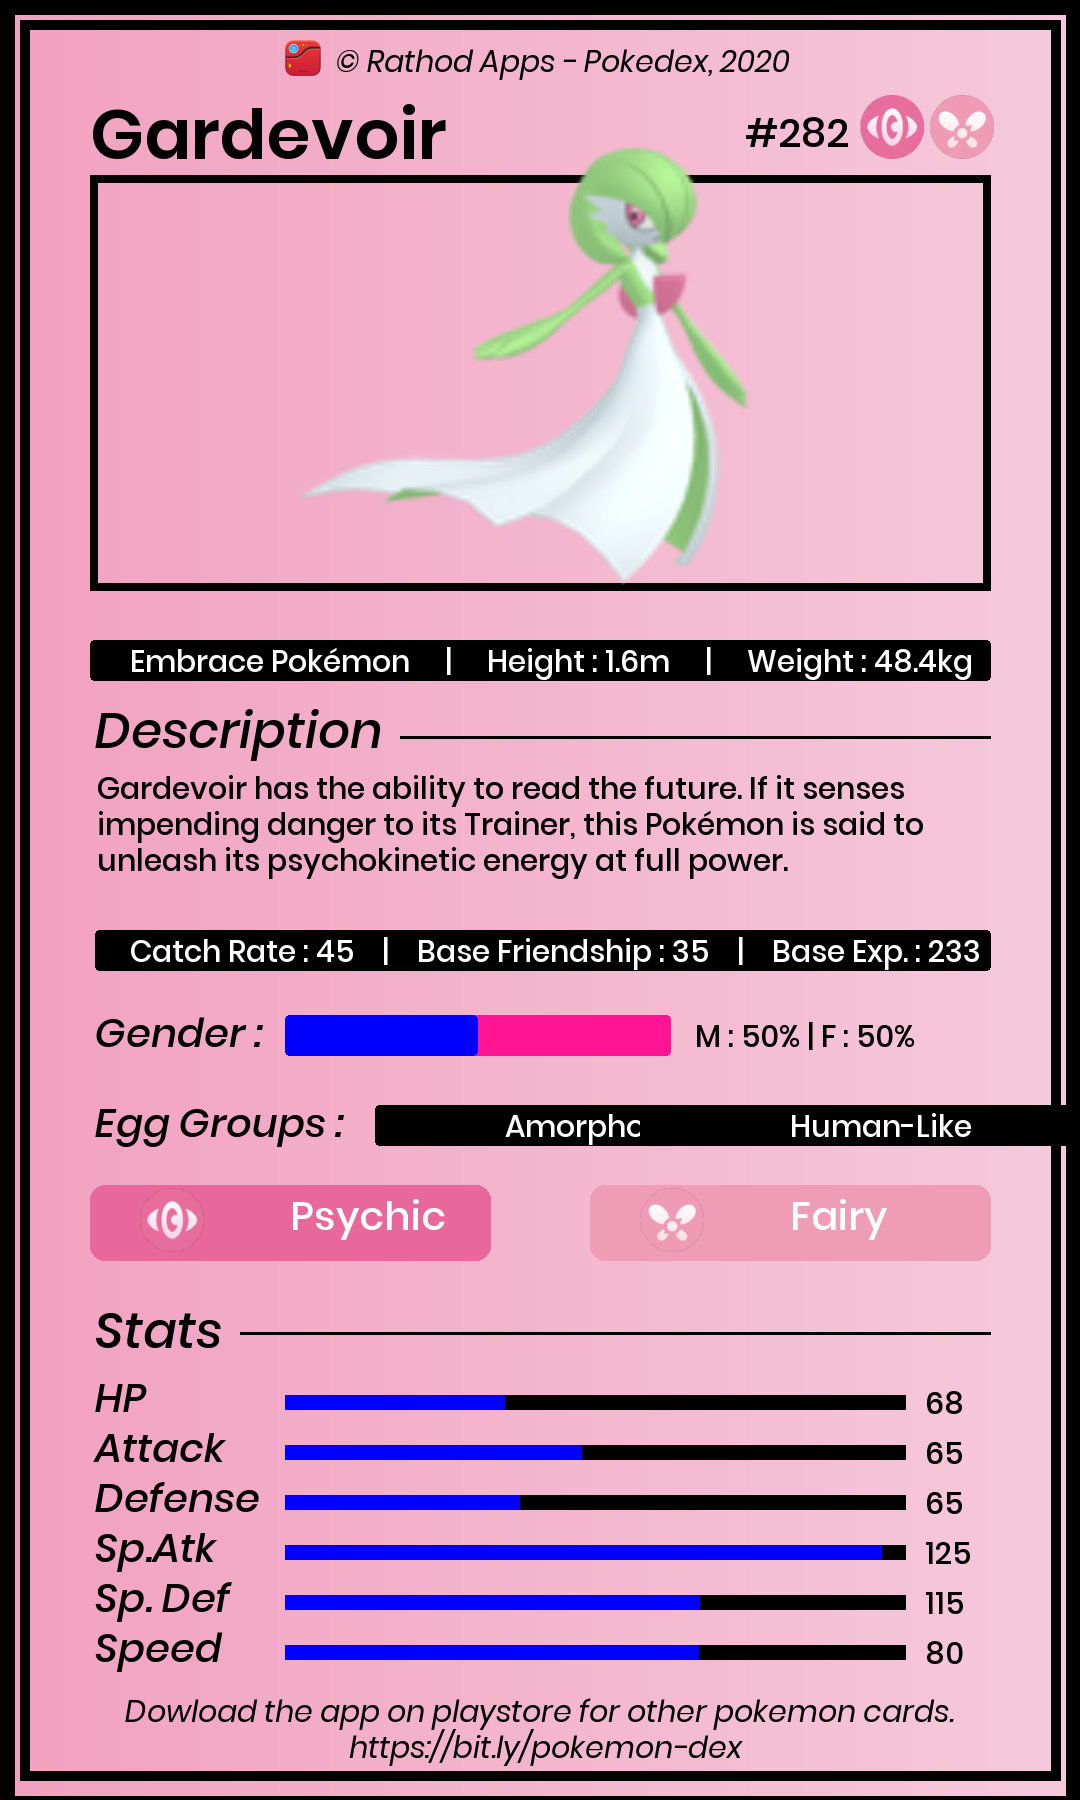 © Rathod Apps - Pokedex, 2020
Gardevoir #282
Embrace Pokémon | Height : 1.6m | Weight : 48.4kg
Description
Gardevoir has the ability to read the future. If it senses
impending danger to its Trainer, this Pokémon is said to
unleash its psychokinetic energy at full power.
Catch Rate : 45 | Base Friendship : 35 | Base Exp. : 233
Gender : M : 50% | F : 50%
Egg Groups : Amorphc Human-Like
Psychic Fairy
Stats
HP 68
Attack 65
Defense 65
Sp.Atk 125
Sp. Def 115
Speed 80
Dowload the app on playstore for other pokemon cards.
https://bit.ly/pokemon-dex